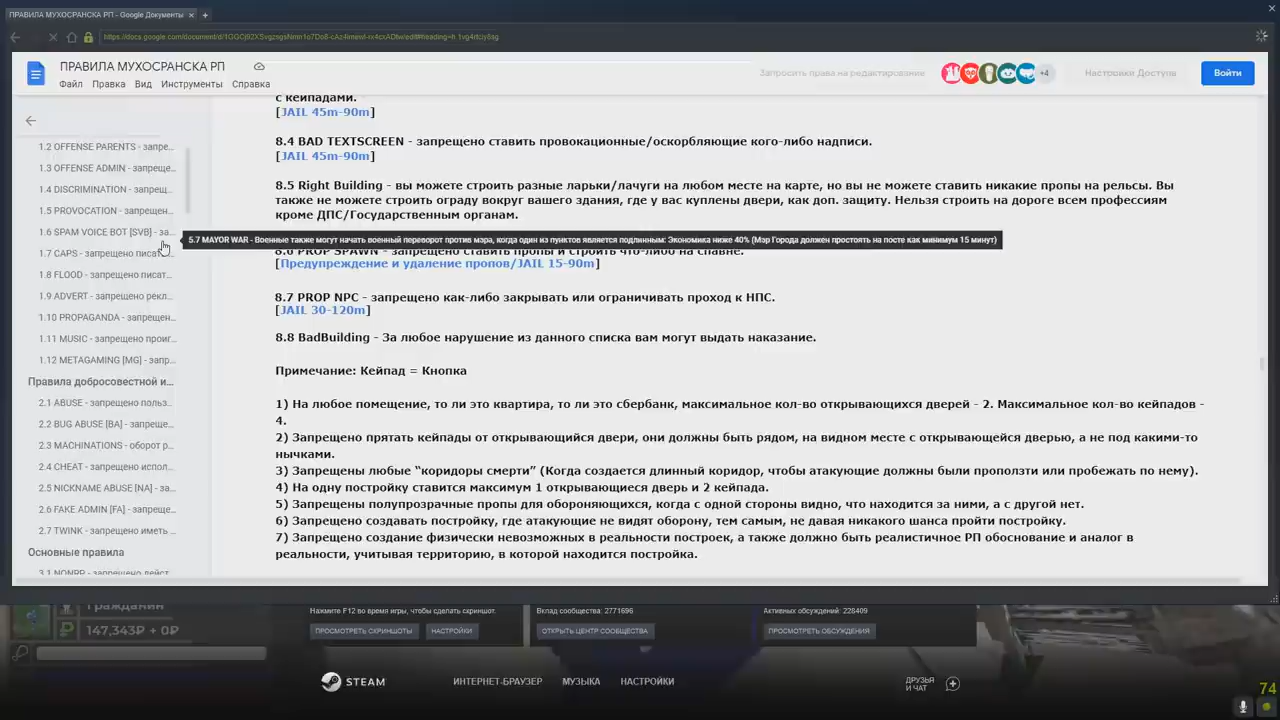 ПРАВИЛА МУХОСРАНСКА РП - Google Документы × +
ПРАВИЛА МУХОСРАНСКА РП
Файл Правка Вид Инструменты Справка
Запросить права на редактирование
+4
Настройки Доступа
Войти
1.2 OFFENSE PARENTS - запре...
1.3 OFFENSE ADMIN - запреще...
1.4 DISCRIMINATION - запрещ...
1.5 PROVOCATION - запрещен...
1.6 SPAM VOICE BOT [SVB] - за...
1.7 CAPS - запрещено писат
1.8 FLOOD - запрещено писат...
1.9 ADVERT - запрещено рекл...
1.10 PROPAGANDA - запрещен...
1.11 MUSIC - запрещено проиг...
1.12 METAGAMING [MG] - запр...
Правила добросовестной и...
2.1 ABUSE - запрещено польз...
2.2 BUG ABUSE [BA] - запреще...
2.3 MACHINATIONS - оборот р...
2.4 CHEAT - запрещено испол...
2.5 NICKNAME ABUSE [NA] - за...
2.6 FAKE ADMIN [FA] - запреще...
2.7 TWINK - запрещено иметь ...
Основные правила
3.1 NONRP - запрещено дейст
с кейпадами.
[JAIL 45m-90m]
8.4 BAD TEXTSCREEN - запрещено ставить провокационные/оскорбляющие кого-либо надписи.
[JAIL 45m-90m]
8.5 Right Building - вы можете строить разные ларьки/лачуги на любом месте на карте, но вы не можете ставить никакие пропы на рельсы. Вы
также не можете строить ограду вокруг вашего здания, где у вас куплены двери, как доп. защиту. Нельзя строить на дороге всем профессиям
кроме ДПС/Государственным органам.
5.7 MAYOR WAR - Военные также могут начать военный переворот против мэра, когда один из пунктов является подлинным: Экономика ниже 40% (Мэр Города должен простоять на посте как минимум 15 минут)
8.6 PROP SPAWN - запрещено ставить пропы и строить что-либо на спавне.
[Предупреждение и удаление пропов/JAIL 15-90m]
8.7 PROP NPC - запрещено как-либо закрывать или ограничивать проход к НПС.
[JAIL 30-120m]
8.8 BadBuilding - За любое нарушение из данного списка вам могут выдать наказание.
Примечание: Кейпад = Кнопка
1) На любое помещение, то ли это квартира, то ли это сбербанк, максимальное кол-во открывающихся дверей - 2. Максимальное кол-во кейпадов -
4.
2) Запрещено прятать кейпады от открывающийся двери, они должны быть рядом, на видном месте с открывающейся дверью, а не под какими-то
нычками.
3) Запрещены любые “коридоры смерти” (Когда создается длинный коридор, чтобы атакующие должны были проползти или пробежать по нему).
4) На одну постройку ставится максимум 1 открывающиеся дверь и 2 кейпада.
5) Запрещены полупрозрачные пропы для обороняющихся, когда с одной стороны видно, что находится за ними, а с другой нет.
6) Запрещено создавать постройку, где атакующие не видят оборону, тем самым, не давая никакого шанса пройти постройку.
7) Запрещено создание физически невозможных в реальности построек, а также должно быть реалистичное РП обоснование и аналог в
реальности, учитывая территорию, в которой находится постройка.
Гражданин
147,343₽ + 0₽
Нажмите F12 во время игры, чтобы сделать скриншот.
ПРОСМОТРЕТЬ СКРИНШОТЫ НАСТРОЙКИ
Вклад сообщества: 2771696
ОТКРЫТЬ ЦЕНТР СООБЩЕСТВА
Активных обсуждений: 228409
ПРОСМОТРЕТЬ ОБСУЖДЕНИЯ
STEAM
ИНТЕРНЕТ-БРАУЗЕР МУЗЫКА НАСТРОЙКИ
ДРУЗЬЯ
И ЧАТ
74